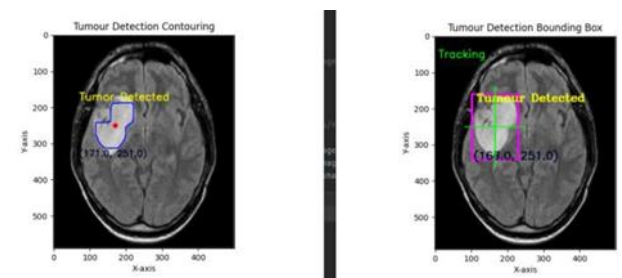 Tumour Detection Contouring
0
100
200
300
400
500
Y-axis
Tumor Detected
(171.0, 251.0)
0 100 200 300 400
X-axis
Tumour Detection Bounding Box
0
100
200
300
400
500
Y-axis
Tracking
Tumour Detected
(167.0, 251.0)
0 100 200 300 400
X-axis